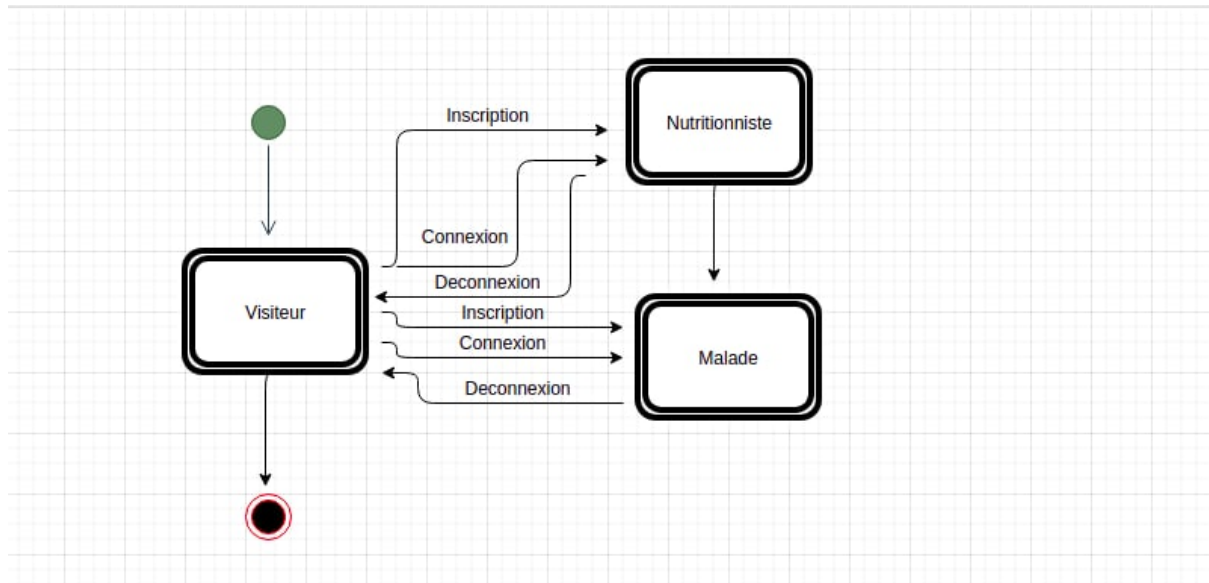 Inscription
Nutritionniste
Connexion
Deconnexion
Visiteur
Inscription
Connexion
Malade
Deconnexion